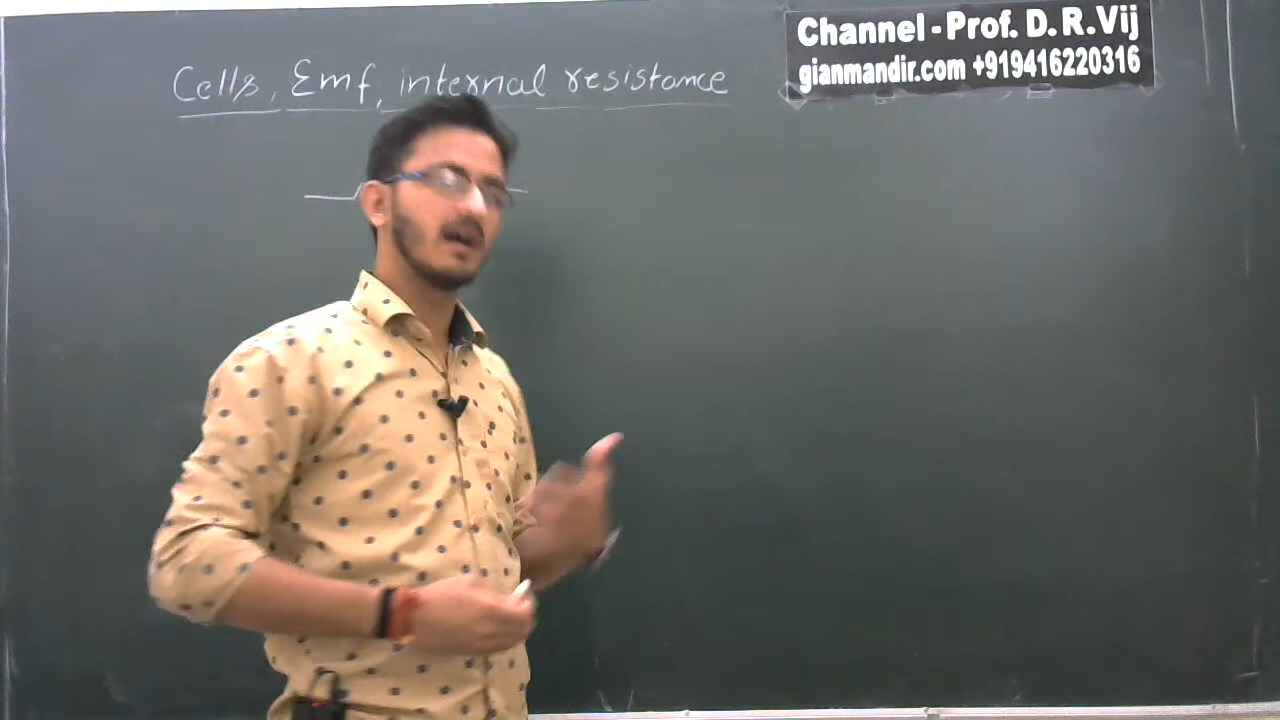 Cells, Emf, internal resistance
Channel - Prof. D. R. Vij
gianmandir.com +919416220316